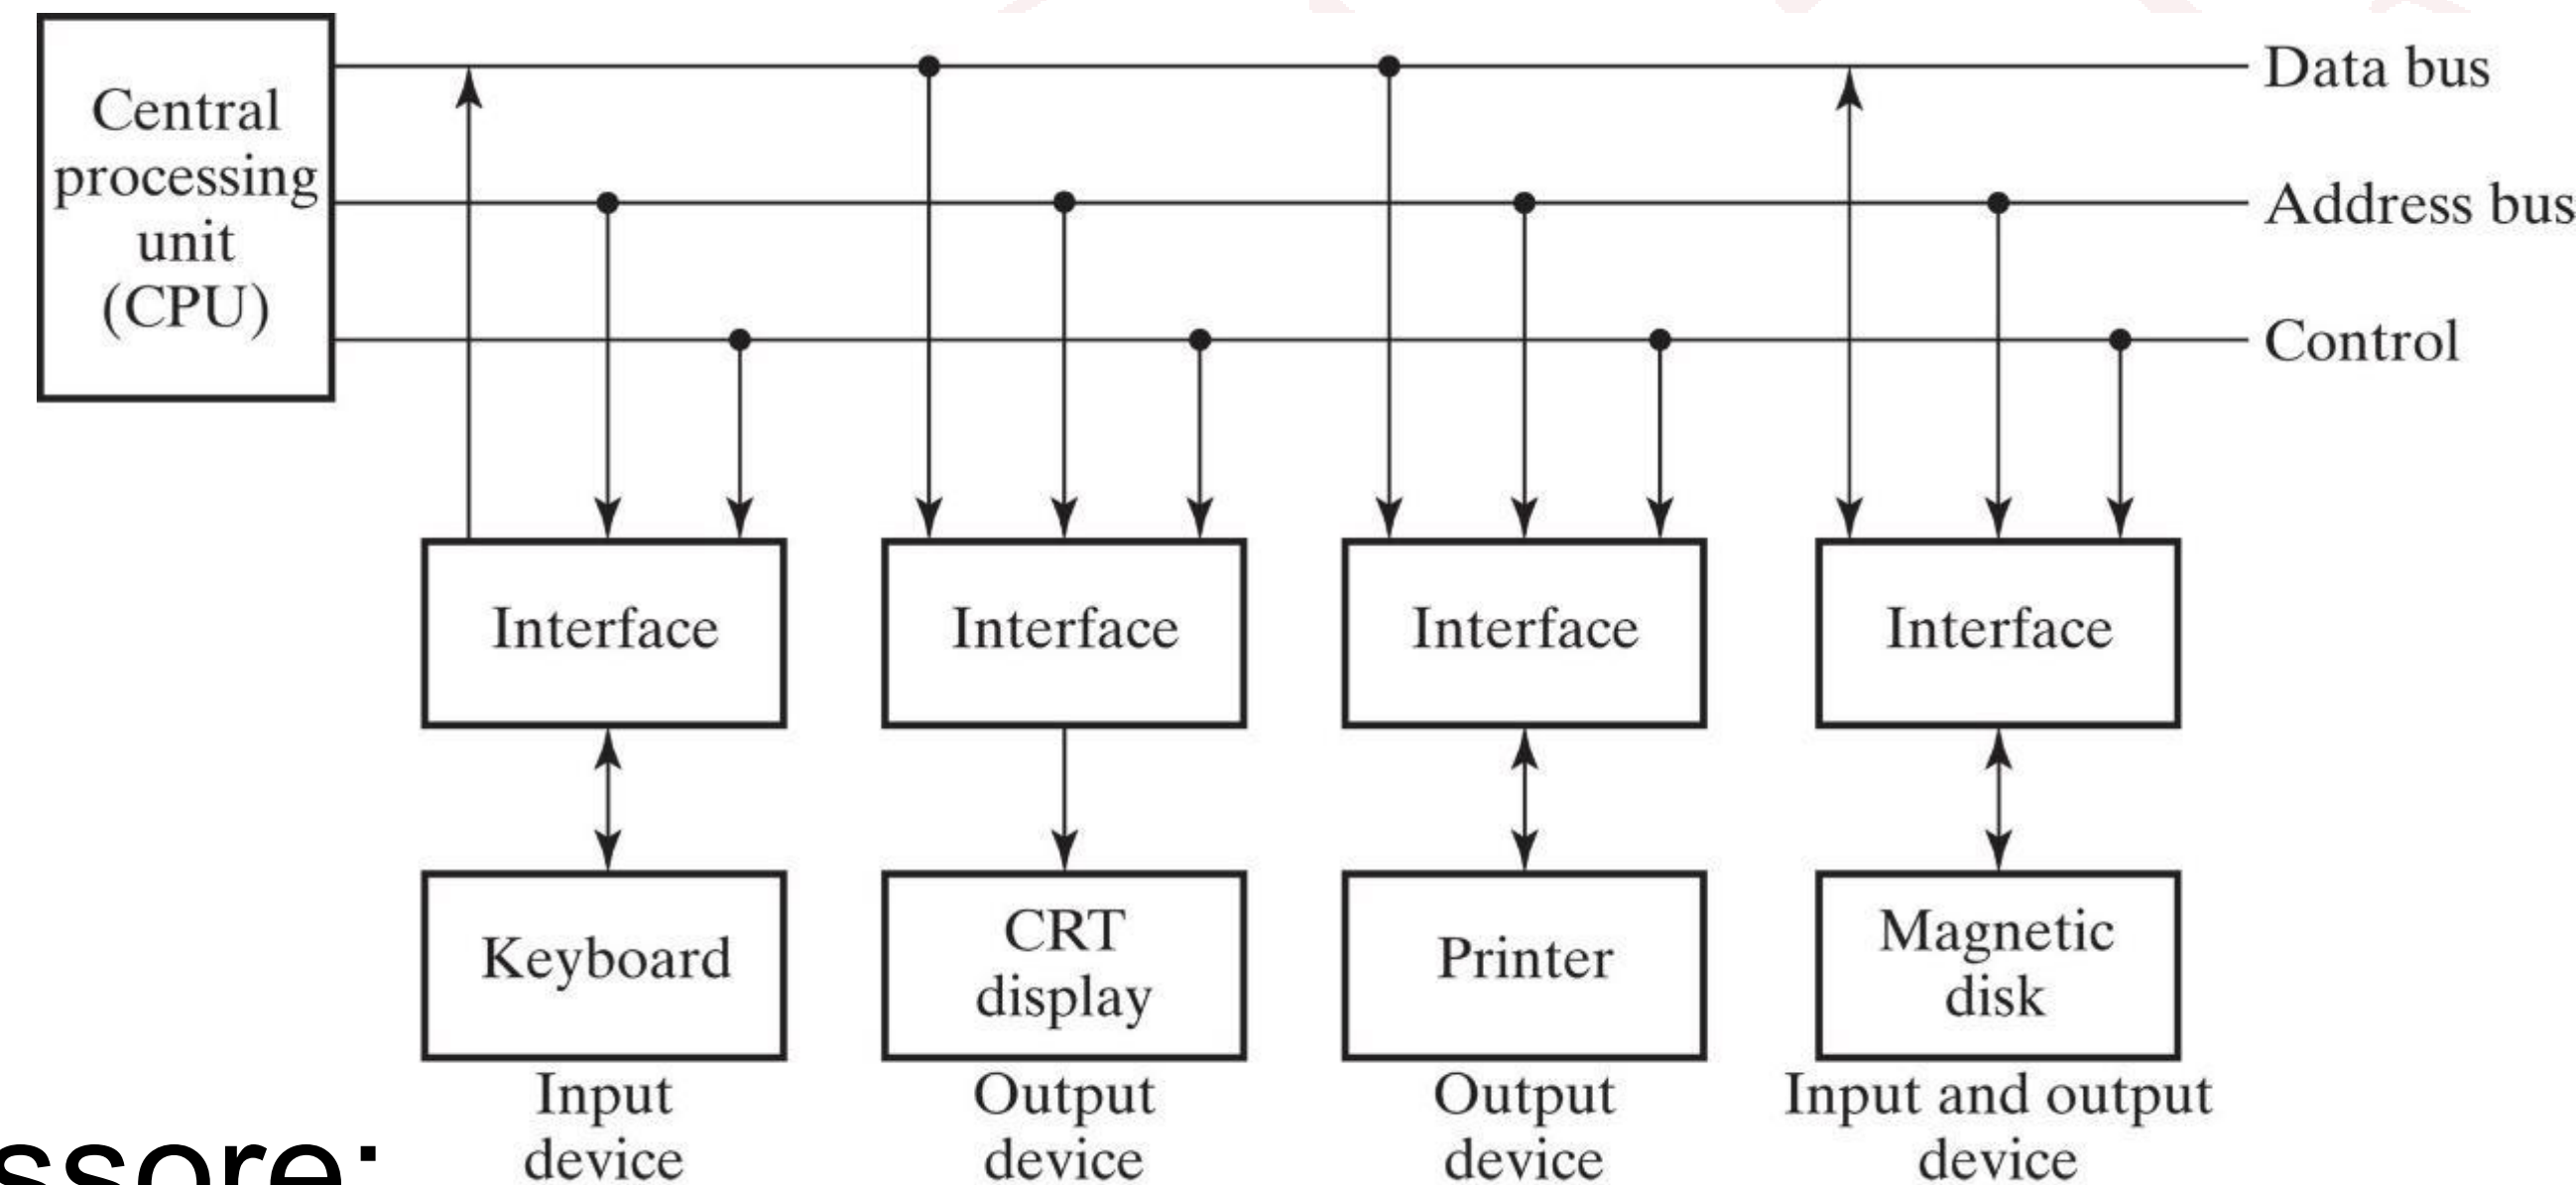 Central
processing
unit
(CPU)
Data bus
Address bus
Control
Interface
Interface
Interface
Interface
Keyboard
CRT
display
Printer
Magnetic
disk
Input
device
Output
device
Output
device
Input and output
device